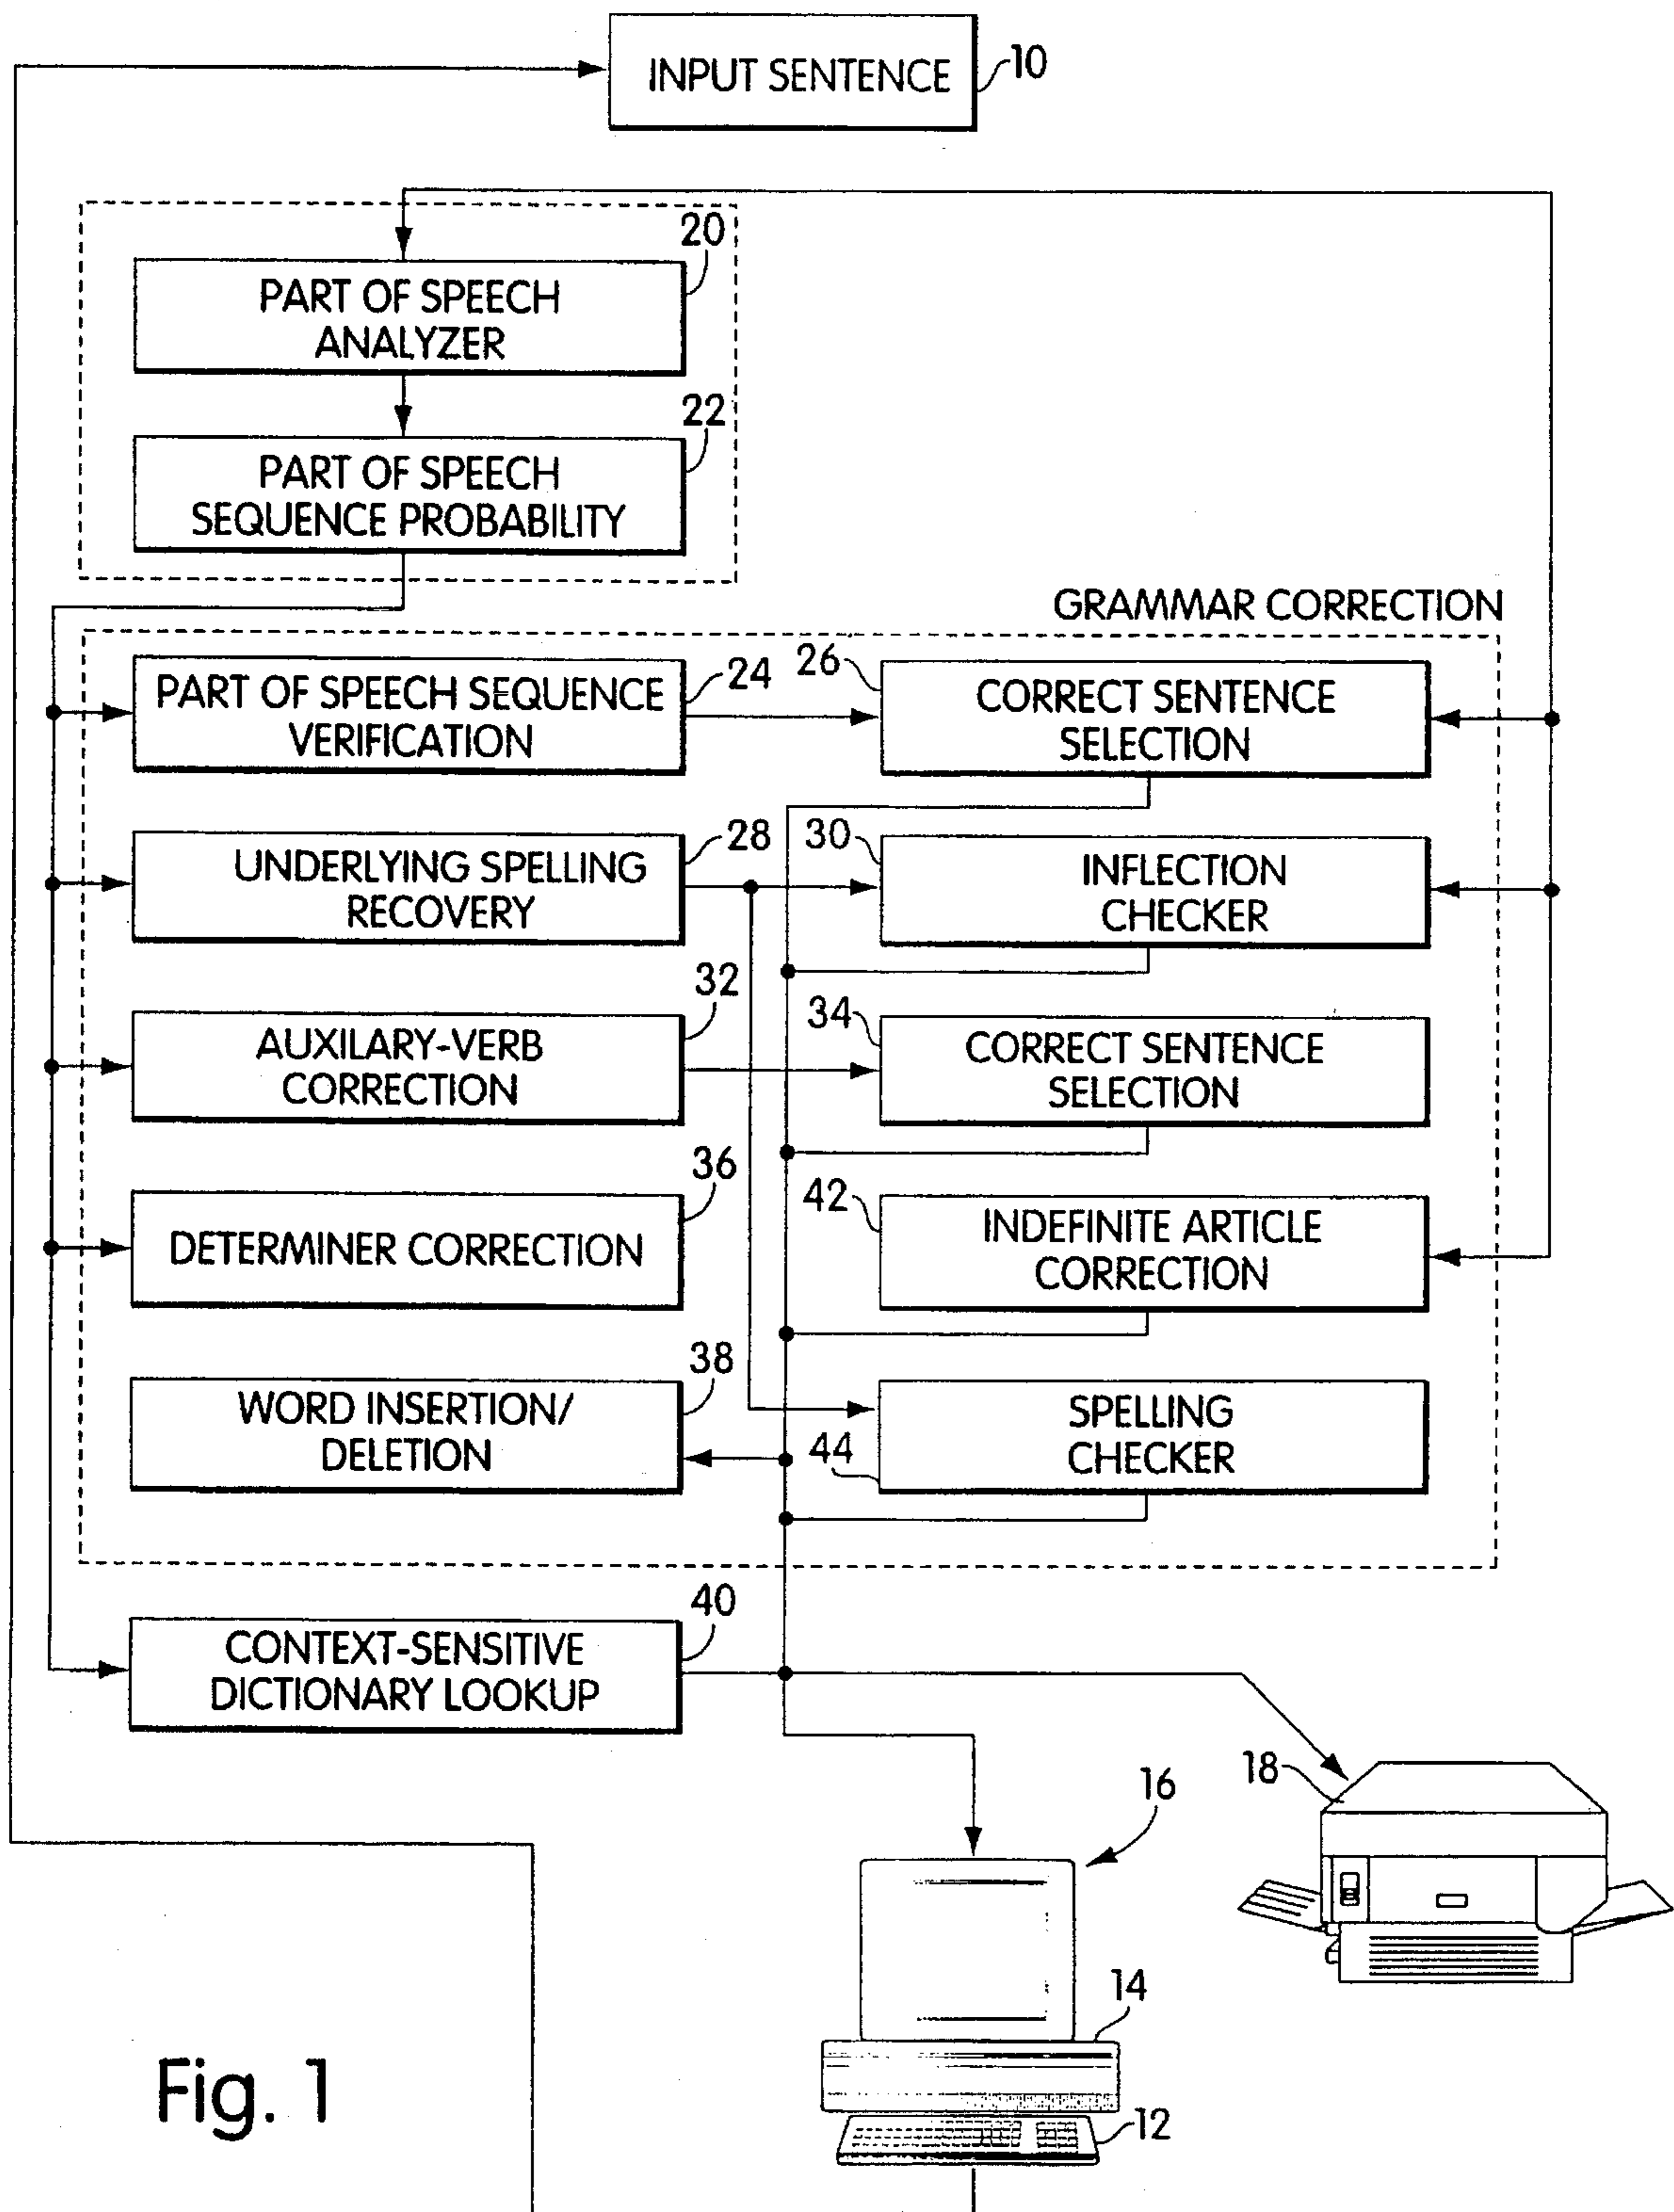 INPUT SENTENCE
10
20
PART OF SPEECH
ANALYZER
22
PART OF SPEECH
SEQUENCE PROBABILITY
GRAMMAR CORRECTION
PART OF SPEECH SEQUENCE
VERIFICATION
24
26
CORRECT SENTENCE
SELECTION
UNDERLYING SPELLING
RECOVERY
28
30
INFLECTION
CHECKER
32
AUXILARY-VERB
CORRECTION
34
CORRECT SENTENCE
SELECTION
36
DETERMINER CORRECTION
42
INDEFINITE ARTICLE
CORRECTION
38
WORD INSERTION/
DELETION
44
SPELLING
CHECKER
40
CONTEXT-SENSITIVE
DICTIONARY LOOKUP
18
16
14
12
Fig. 1